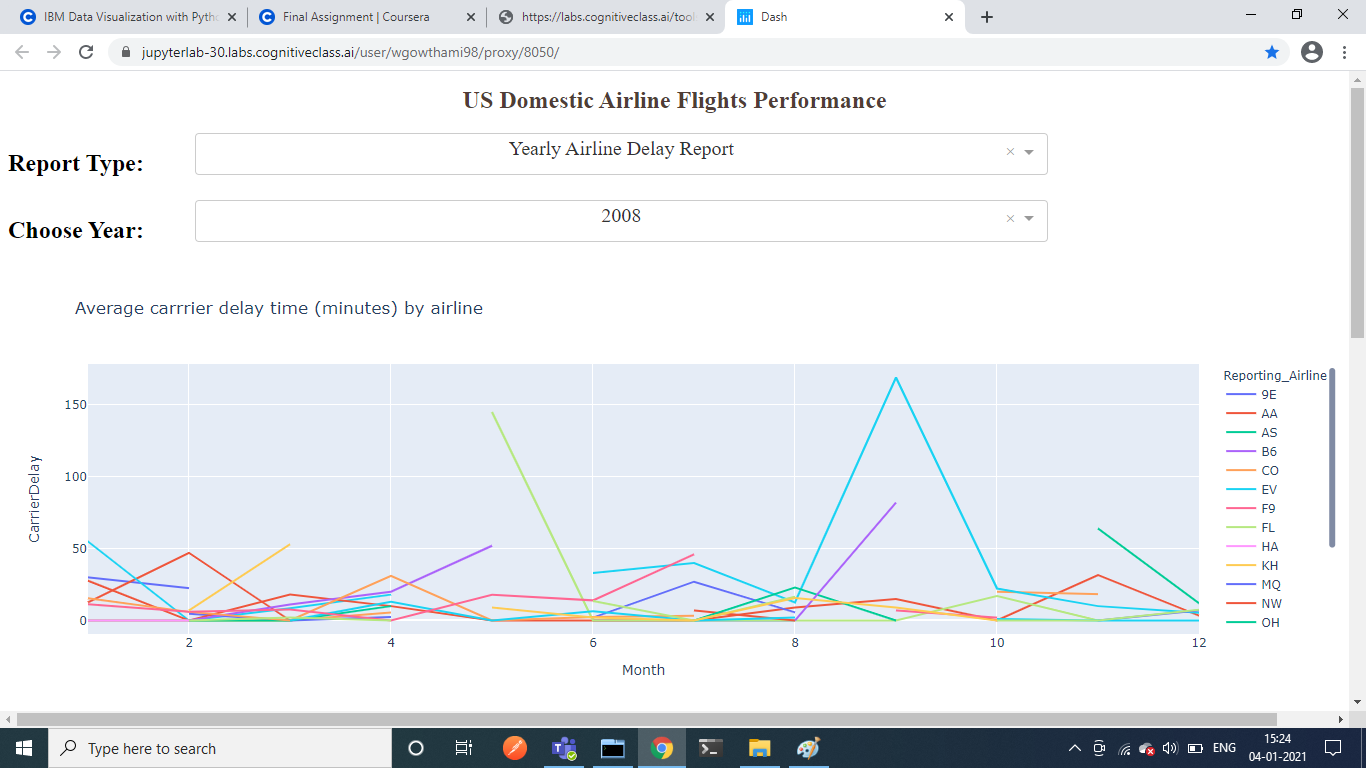 IBM Data Visualization with Pytho
Final Assignment | Coursera
https://labs.cognitiveclass.ai/tool
Dash
jupyterlab-30.labs.cognitiveclass.ai/user/wgowthami98/proxy/8050/
US Domestic Airline Flights Performance
Report Type:
Yearly Airline Delay Report
Choose Year:
2008
Average carrrier delay time (minutes) by airline
CarrierDelay
150
100
50
0
2
4
6
8
10
12
Month
Reporting_Airline
9E
AA
AS
B6
CO
EV
F9
FL
HA
KH
MQ
NW
OH
Type here to search
ENG
15:24
04-01-2021